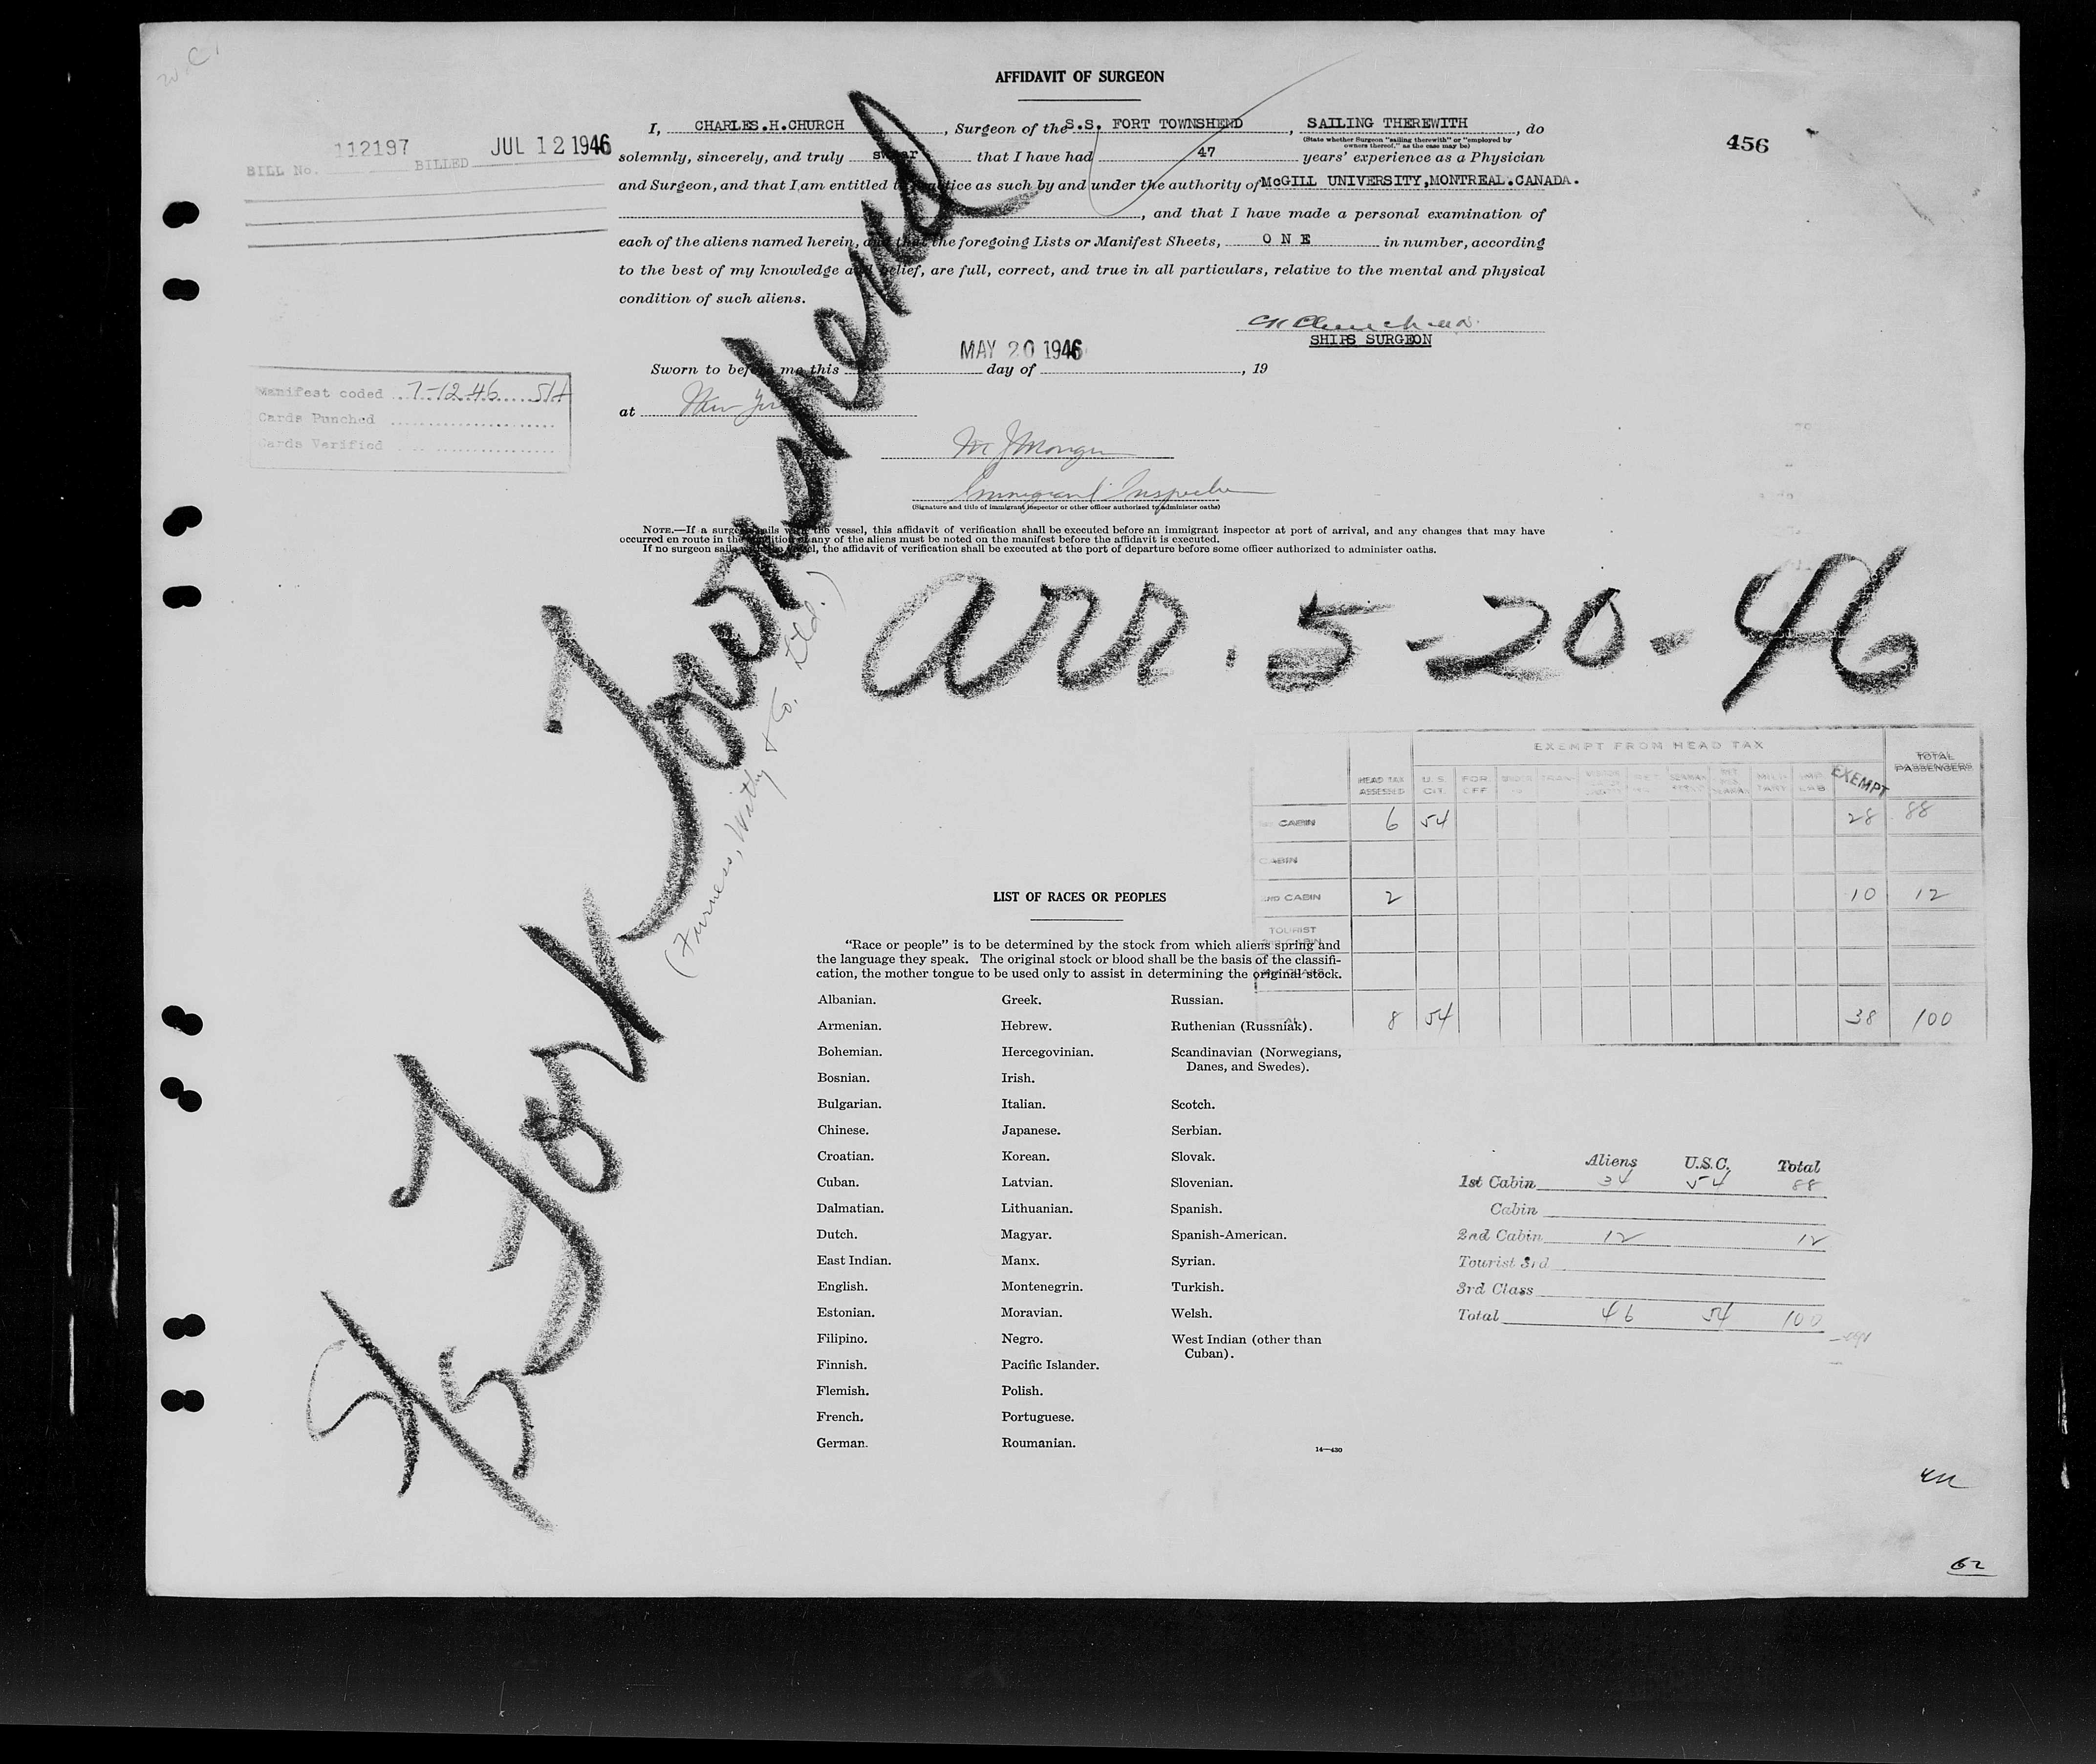 AFFIDAVIT OF SURGEON
I, CHARLES.H.CHURCH, Surgeon of the S.S. FORT TOWNSHEND, SAILING THEREWITH, do
(State whether Surgeon "sailing therewith" or "employed by owners thereof," as the case may be)
456
BILL No. 112197 BILLED JUL 12 1946
solemnly, sincerely, and truly swear that I have had 47 years' experience as a Physician
and Surgeon, and that I am entitled to practice as such by and under the authority of McGILL UNIVERSITY,MONTREAL.CANADA.
, and that I have made a personal examination of
each of the aliens named herein, and that the foregoing Lists or Manifest Sheets, ONE in number, according
to the best of my knowledge and belief, are full, correct, and true in all particulars, relative to the mental and physical
condition of such aliens.
SHIPS SURGEON
MAY 20 1946
Sworn to before me this day of , 19
at New York
Immigrant Inspector
(Signature and title of immigrant inspector or other officer authorized to administer oaths)
Manifest coded 7-12-46
Cards Punched
Cards Verified
NOTE.—If a surgeon sails with the vessel, this affidavit of verification shall be executed before an immigrant inspector at port of arrival, and any changes that may have
occurred en route in the condition of any of the aliens must be noted on the manifest before the affidavit is executed.
If no surgeon sails with the vessel, the affidavit of verification shall be executed at the port of departure before some officer authorized to administer oaths.
S/S Fort Townshend
(Furness, Withy & Co. Ltd.)
arr. 5-20-46
EXEMPT FROM HEAD TAX
HEAD TAX ASSESSED U.S. CIT. FOR OFF EXEMPT TOTAL PASSENGERS
CABIN 6 54 28 88
CABIN
2ND CABIN 2 10 12
TOURIST
8 54 38 100
LIST OF RACES OR PEOPLES
"Race or people" is to be determined by the stock from which aliens spring and
the language they speak. The original stock or blood shall be the basis of the classifi-
cation, the mother tongue to be used only to assist in determining the original stock.
Albanian.
Armenian.
Bohemian.
Bosnian.
Bulgarian.
Chinese.
Croatian.
Cuban.
Dalmatian.
Dutch.
East Indian.
English.
Estonian.
Filipino.
Finnish.
Flemish.
French.
German.
Greek.
Hebrew.
Hercegovinian.
Irish.
Italian.
Japanese.
Korean.
Latvian.
Lithuanian.
Magyar.
Manx.
Montenegrin.
Moravian.
Negro.
Pacific Islander.
Polish.
Portuguese.
Roumanian.
Russian.
Ruthenian (Russniak).
Scandinavian (Norwegians,
Danes, and Swedes).
Scotch.
Serbian.
Slovak.
Slovenian.
Spanish.
Spanish-American.
Syrian.
Turkish.
Welsh.
West Indian (other than
Cuban).
14—430
Aliens U.S.C. Total
1st Cabin 34 54 88
Cabin
2nd Cabin 12 12
Tourist 3rd
3rd Class
Total 46 54 100
62